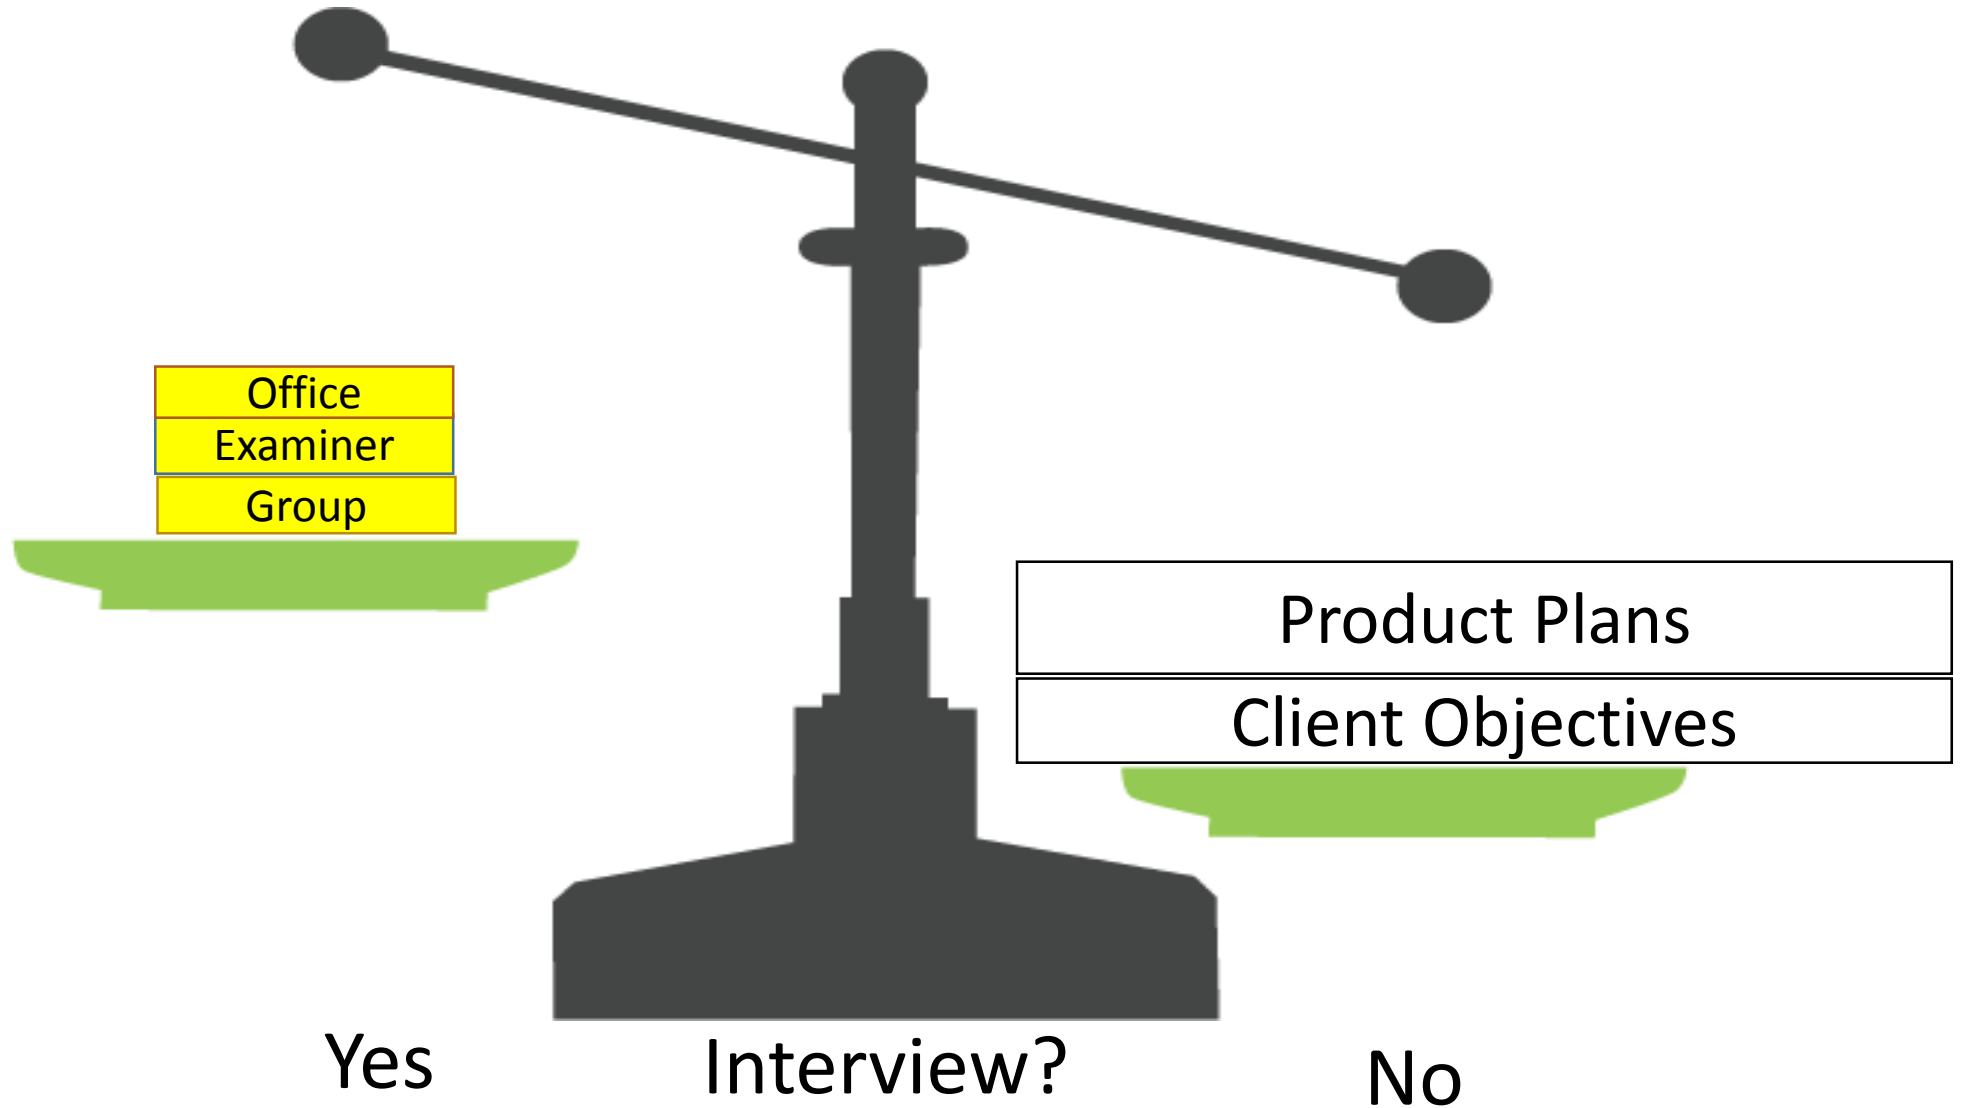 Office
Examiner
Group
Product Plans
Client Objectives
Yes
Interview?
No